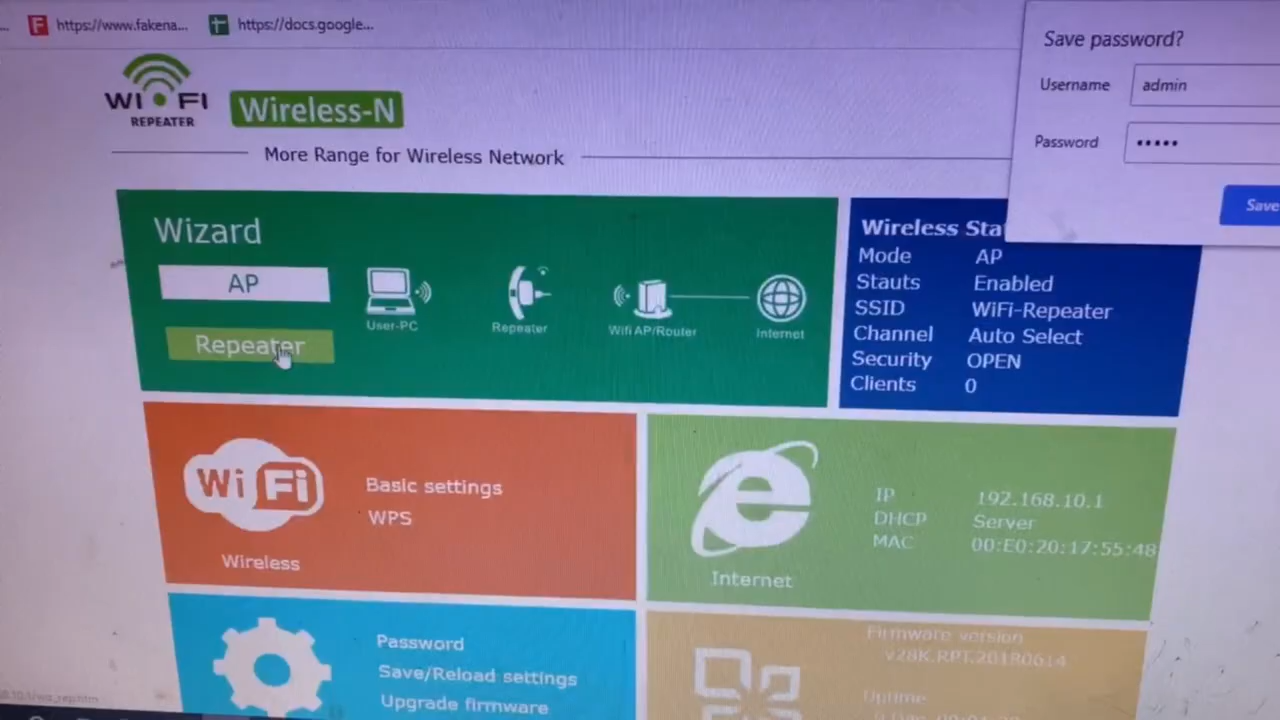 https://www.fakena...
https://docs.google...
Save password?
Username admin
Password •••••
Save
WI FI
REPEATER
Wireless-N
More Range for Wireless Network
Wizard
AP
Repeater
User-PC
Repeater
Wifi AP/Router
Internet
Wireless Sta
Mode AP
Stauts Enabled
SSID WiFi-Repeater
Channel Auto Select
Security OPEN
Clients 0
Wi Fi
Wireless
Basic settings
WPS
Internet
IP 192.168.10.1
DHCP Server
MAC 00:E0:20:17:55:48
Password
Save/Reload settings
Upgrade firmware
Firmware version
v28K.RPT.20180614
Uptime